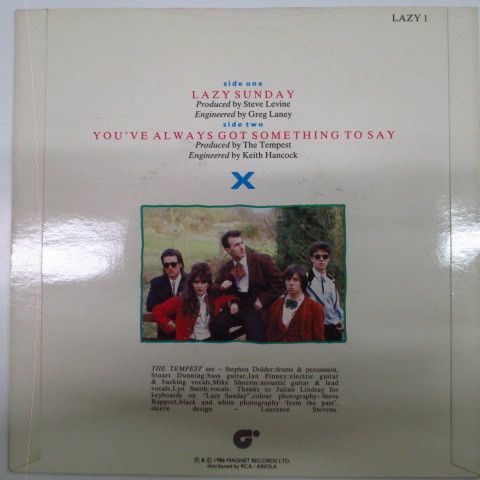 LAZY 1
side one
LAZY SUNDAY
Produced by Steve Levine
Engineered by Greg Laney
side two
YOU'VE ALWAYS GOT SOMETHING TO SAY
Produced by The Tempest
Engineered by Keith Hancock
X
THE TEMPEST are – Stephen Dolder:drums & percussion,
Stuart Dunning:bass guitar,Ian Finney:electric guitar
& backing vocals,Mike Sheerin:acoustic guitar & lead
vocals,Lyn Smith:vocals. Thanks to Julian Lindsay for
keyboards on "Lazy Sunday",colour photography–Steve
Rapport,black and white photography 'from the past',
sleeve design - Laurence Stevens.
℗ & © 1986 MAGNET RECORDS LTD.
distributed by RCA / ARIOLA